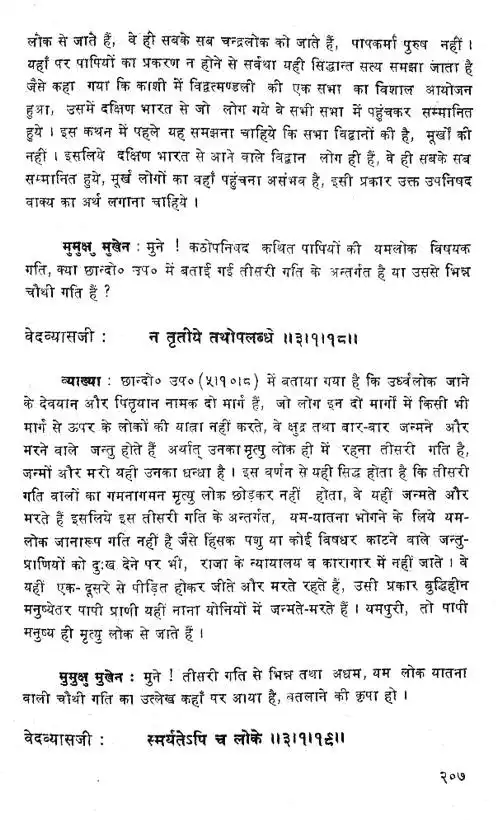 लोक से जाते हैं, वे ही सबके सब चन्द्रलोक को जाते हैं, पापकर्मा पुरुष नहीं।
यहाँ पर पापियों का प्रकरण न होने से सर्वथा यही सिद्धान्त सत्य समझा जाता है
जैसे कहा गया कि काशी में विद्वत्मण्डली की एक सभा का विशाल आयोजन
हुआ, उसमें दक्षिण भारत से जो लोग गये वे सभी सभा में पहुंचकर सम्मानित
हुये। इस कथन में पहले यह समझना चाहिये कि सभा विद्वानों की है, मूर्खों की
नहीं। इसलिये दक्षिण भारत से आने वाले विद्वान लोग ही हैं, वे ही सबके सब
सम्मानित हुये, मूर्ख लोगों का वहाँ पहुंचना असंभव है, इसी प्रकार उक्त उपनिषद
वाक्य का अर्थ लगाना चाहिये।
मुमुक्षु मुखेन : मुने ! कठोपनिषद कथित पापियों की यमलोक विषयक
गति, क्या छान्दो० उप० में बताई गई तीसरी गति के अन्तर्गत है या उससे भिन्न
चौथी गति हैं ?
वेदव्यासजी : न तृतीये तथोपलब्धे ॥३।१।१८॥
व्याख्या : छान्दो० उप० (५।१०।८) में बताया गया है कि उर्ध्वलोक जाने
के देवयान और पितृयान नामक दो मार्ग हैं, जो लोग इन दो मार्गों में किसी भी
मार्ग से ऊपर के लोकों की यात्रा नहीं करते, वे क्षुद्र तथा बार-बार जन्मने और
मरने वाले जन्तु होते हैं अर्थात् उनका मृत्यु लोक ही में रहना तीसरी गति है,
जन्मों और मरो यही उनका धन्धा है। इस वर्णन से यही सिद्ध होता है कि तीसरी
गति वालों का गमनागमन मृत्यु लोक छोड़कर नहीं होता, वे यहीं जन्मते और
मरते हैं इसलिये इस तीसरी गति के अन्तर्गत, यम-यातना भोगने के लिये यम-
लोक जानारूप गति नहीं है जैसे हिंसक पशु या कोई विषधर काटने वाले जन्तु-
प्राणियों को दुःख देने पर भी, राजा के न्यायालय व कारागार में नहीं जाते। वे
यहीं एक-दूसरे से पीड़ित होकर जीते और मरते रहते हैं, उसी प्रकार बुद्धिहीन
मनुष्येतर पापी प्राणी यहीं नाना योनियों में जन्मते-मरते हैं। यमपुरी, तो पापी
मनुष्य ही मृत्यु लोक से जाते हैं।
मुमुक्षु मुखेन : मुने ! तीसरी गति से भिन्न तथा अधम, यम लोक यातना
वाली चौथी गति का उल्लेख कहाँ पर आया है, बतलाने की कृपा हो।
वेदव्यासजी : स्मर्यतेऽपि च लोके ॥३।१।१९॥
२०७